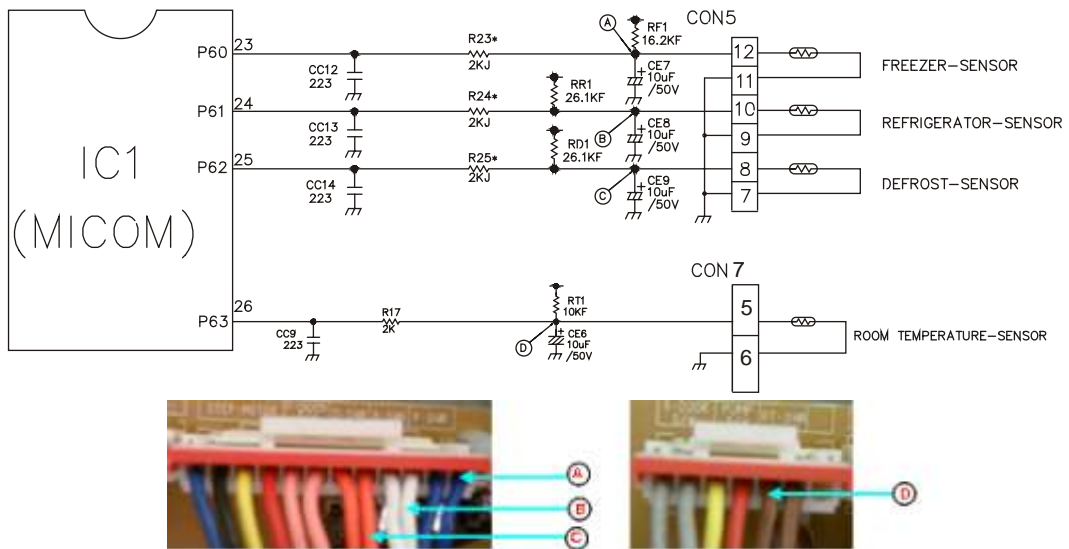 IC1
(MICOM)
P60
23
P61
24
P62
25
P63
26
CC12
223
CC13
223
CC14
223
CC9
223
R23*
2KJ
R24*
2KJ
R25*
2KJ
R17
2K
RR1
26.1KF
RD1
26.1KF
RF1
16.2KF
RT1
10KF
A
B
C
D
CE7
10uF
/50V
CE8
10uF
/50V
CE9
10uF
/50V
CE6
10uF
/50V
CON5
12
11
10
9
8
7
FREEZER-SENSOR
REFRIGERATOR-SENSOR
DEFROST-SENSOR
CON7
5
6
ROOM TEMPERATURE-SENSOR
A
B
C
D